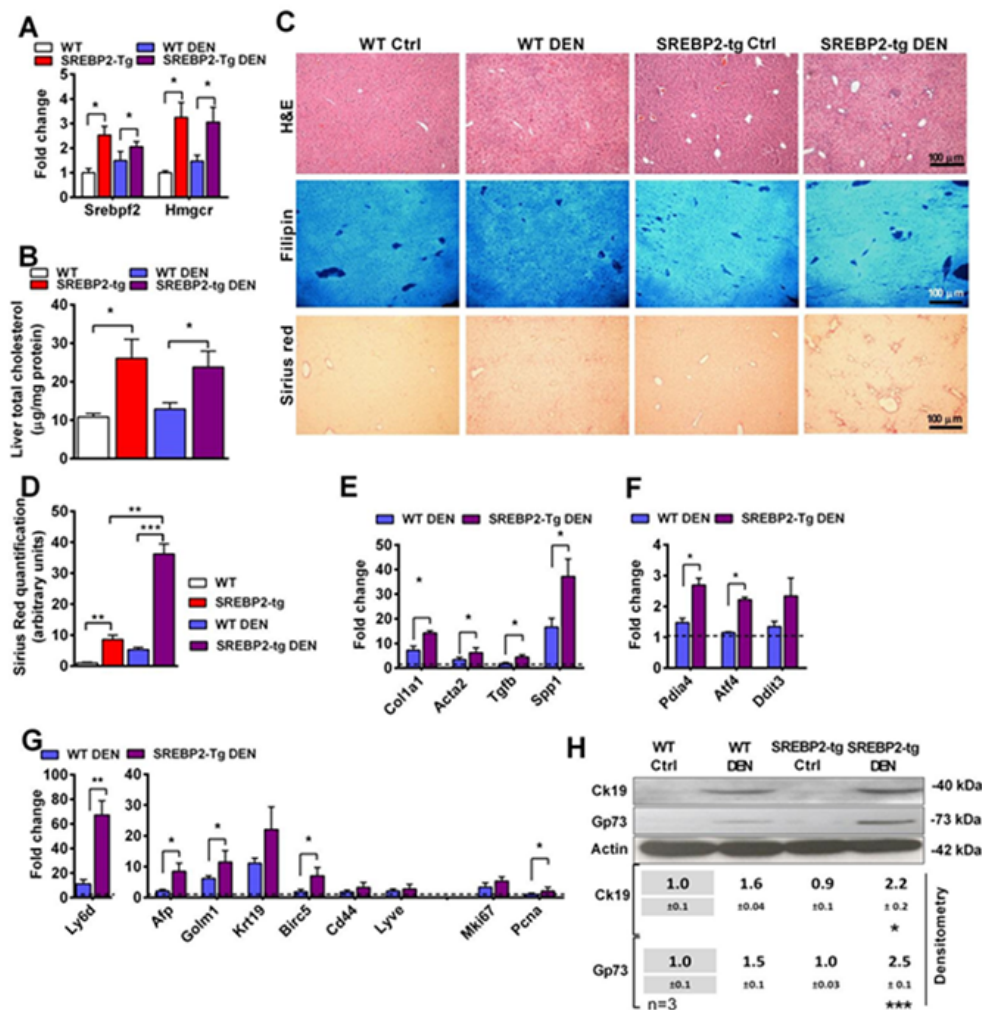 A
WT
WT DEN
SREBP2-Tg
SREBP2-Tg DEN
Fold change
5
4
3
2
1
0
*
*
*
*
Srebpf2
Hmgcr
B
WT
WT DEN
SREBP2-tg
SREBP2-tg DEN
Liver total cholesterol
(µg/mg protein)
40
30
20
10
0
*
*
C
WT Ctrl
WT DEN
SREBP2-tg Ctrl
SREBP2-tg DEN
H&E
100 µm
Filipin
100 µm
Sirius red
100 µm
D
Sirius Red quantification
(arbitrary units)
50
40
30
20
10
0
**
**
***
WT
SREBP2-tg
WT DEN
SREBP2-tg DEN
E
WT DEN
SREBP2-Tg DEN
Fold change
50
40
30
20
10
0
*
*
*
*
Col1a1
Acta2
Tgfb
Spp1
F
WT DEN
SREBP2-Tg DEN
Fold change
4
3
2
1
0
*
*
Pdia4
Atf4
Ddit3
G
WT DEN
SREBP2-Tg DEN
Fold change
100
80
60
40
20
0
**
Ly6d
40
30
20
10
0
*
*
*
*
Afp
Golm1
Krt19
Birc5
Cd44
Lyve
Mki67
Pcna
H
WT Ctrl
WT DEN
SREBP2-tg Ctrl
SREBP2-tg DEN
Ck19
-40 kDa
Gp73
-73 kDa
Actin
-42 kDa
Ck19
1.0 1.6 0.9 2.2
±0.1 ±0.04 ±0.1 ± 0.2
*
Gp73
1.0 1.5 1.0 2.5
±0.1 ±0.1 ±0.03 ± 0.1
n=3
***
Densitometry